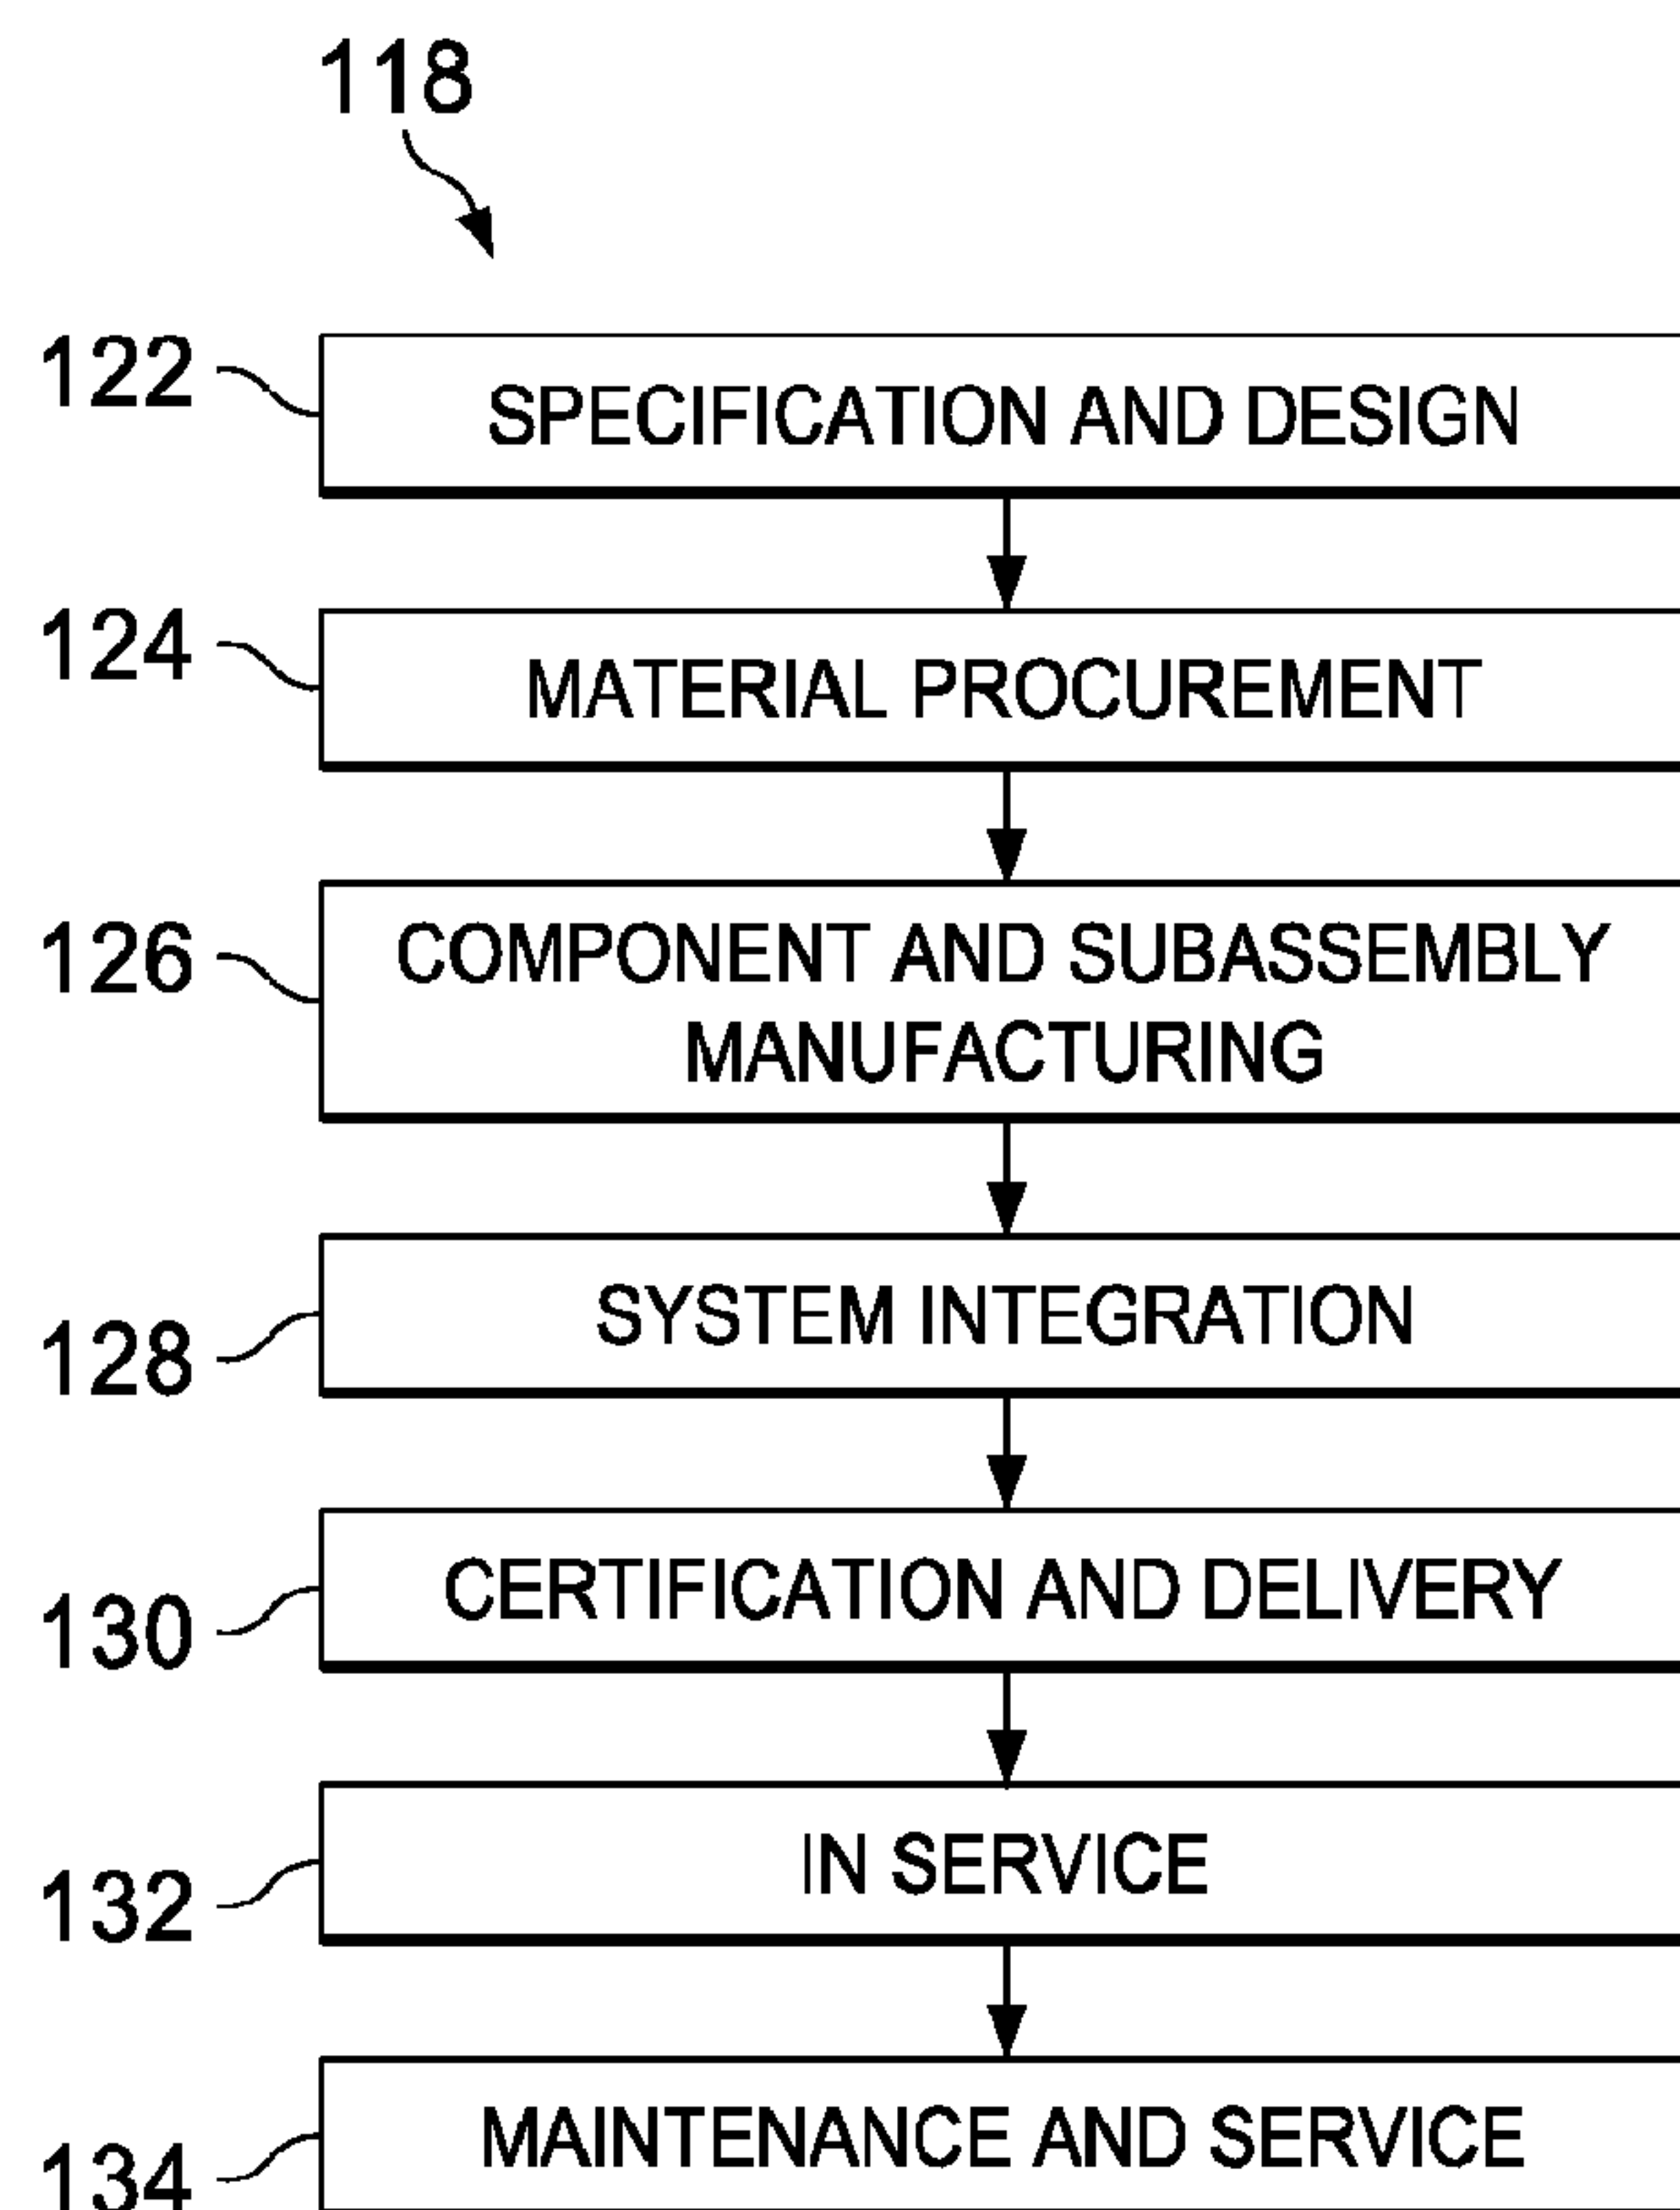 118
122
SPECIFICATION AND DESIGN
124
MATERIAL PROCUREMENT
126
COMPONENT AND SUBASSEMBLY
MANUFACTURING
128
SYSTEM INTEGRATION
130
CERTIFICATION AND DELIVERY
132
IN SERVICE
134
MAINTENANCE AND SERVICE